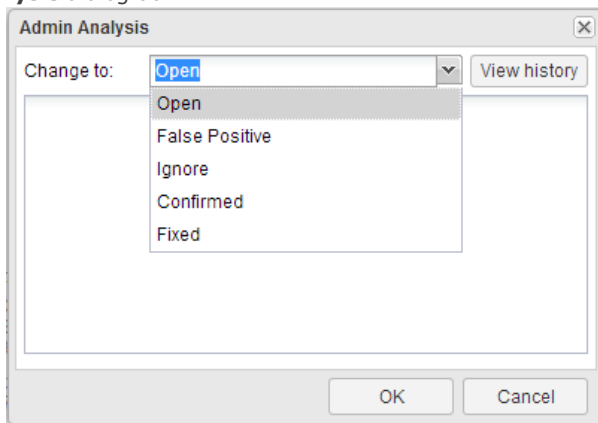 Admin Analysis
Change to: Open View history
Open
False Positive
Ignore
Confirmed
Fixed
OK Cancel